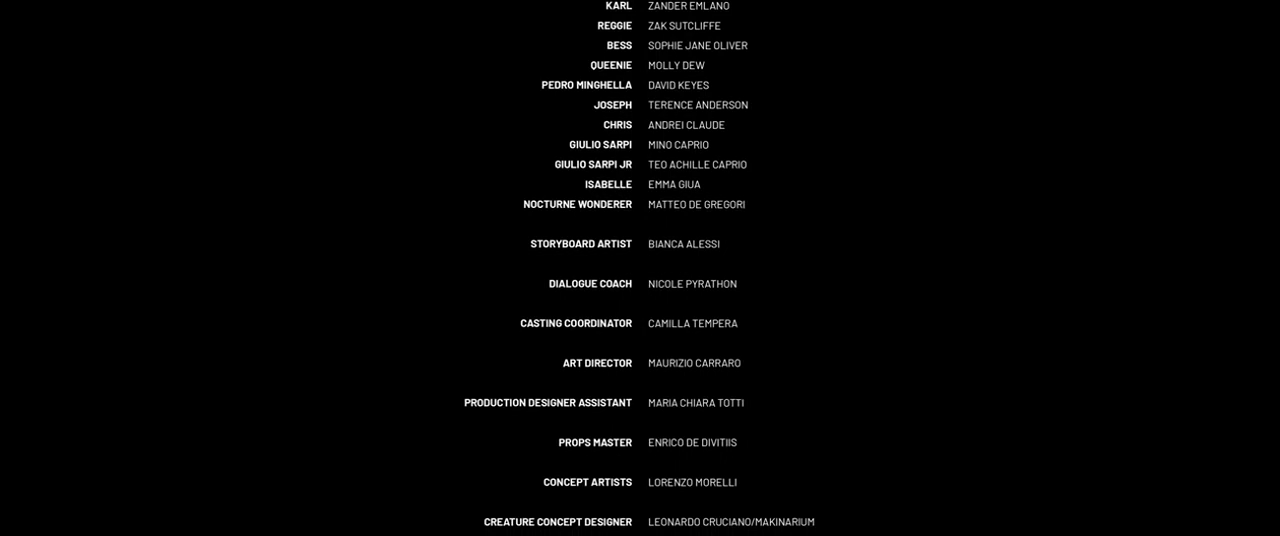 KARL ZANDER EMLANO
REGGIE ZAK SUTCLIFFE
BESS SOPHIE JANE OLIVER
QUEENIE MOLLY DEW
PEDRO MINGHELLA DAVID KEYES
JOSEPH TERENCE ANDERSON
CHRIS ANDREI CLAUDE
GIULIO SARPI MINO CAPRIO
GIULIO SARPI JR TEO ACHILLE CAPRIO
ISABELLE EMMA GIUA
NOCTURNE WONDERER MATTEO DE GREGORI
STORYBOARD ARTIST BIANCA ALESSI
DIALOGUE COACH NICOLE PYRATHON
CASTING COORDINATOR CAMILLA TEMPERA
ART DIRECTOR MAURIZIO CARRARO
PRODUCTION DESIGNER ASSISTANT MARIA CHIARA TOTTI
PROPS MASTER ENRICO DE DIVITIIS
CONCEPT ARTISTS LORENZO MORELLI
CREATURE CONCEPT DESIGNER LEONARDO CRUCIANO/MAKINARIUM